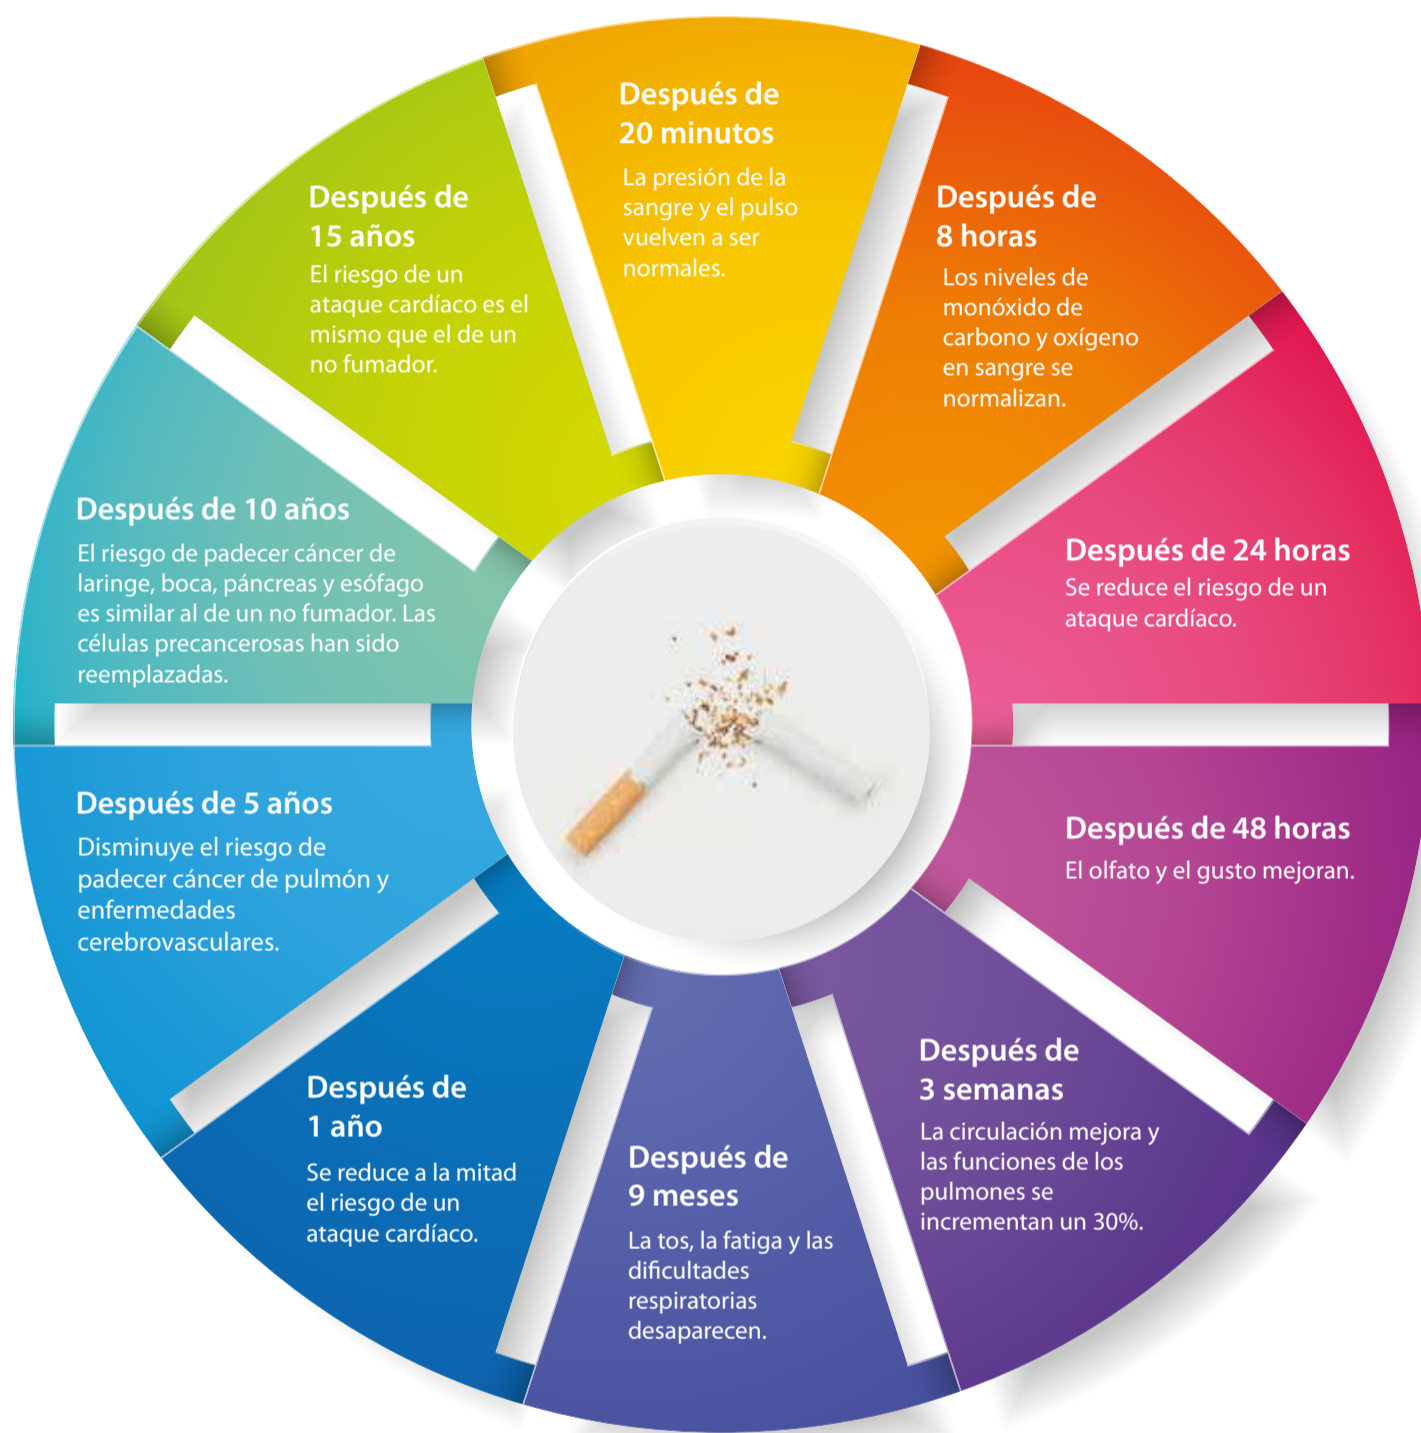 Después de
20 minutos
La presión de la
sangre y el pulso
vuelven a ser
normales.
Después de
8 horas
Los niveles de
monóxido de
carbono y oxígeno
en sangre se
normalizan.
Después de 24 horas
Se reduce el riesgo de un
ataque cardíaco.
Después de 48 horas
El olfato y el gusto mejoran.
Después de
3 semanas
La circulación mejora y
las funciones de los
pulmones se
incrementan un 30%.
Después de
9 meses
La tos, la fatiga y las
dificultades
respiratorias
desaparecen.
Después de
1 año
Se reduce a la mitad
el riesgo de un
ataque cardíaco.
Después de 5 años
Disminuye el riesgo de
padecer cáncer de pulmón y
enfermedades
cerebrovasculares.
Después de 10 años
El riesgo de padecer cáncer de
laringe, boca, páncreas y esófago
es similar al de un no fumador. Las
células precancerosas han sido
reemplazadas.
Después de
15 años
El riesgo de un
ataque cardíaco es el
mismo que el de un
no fumador.